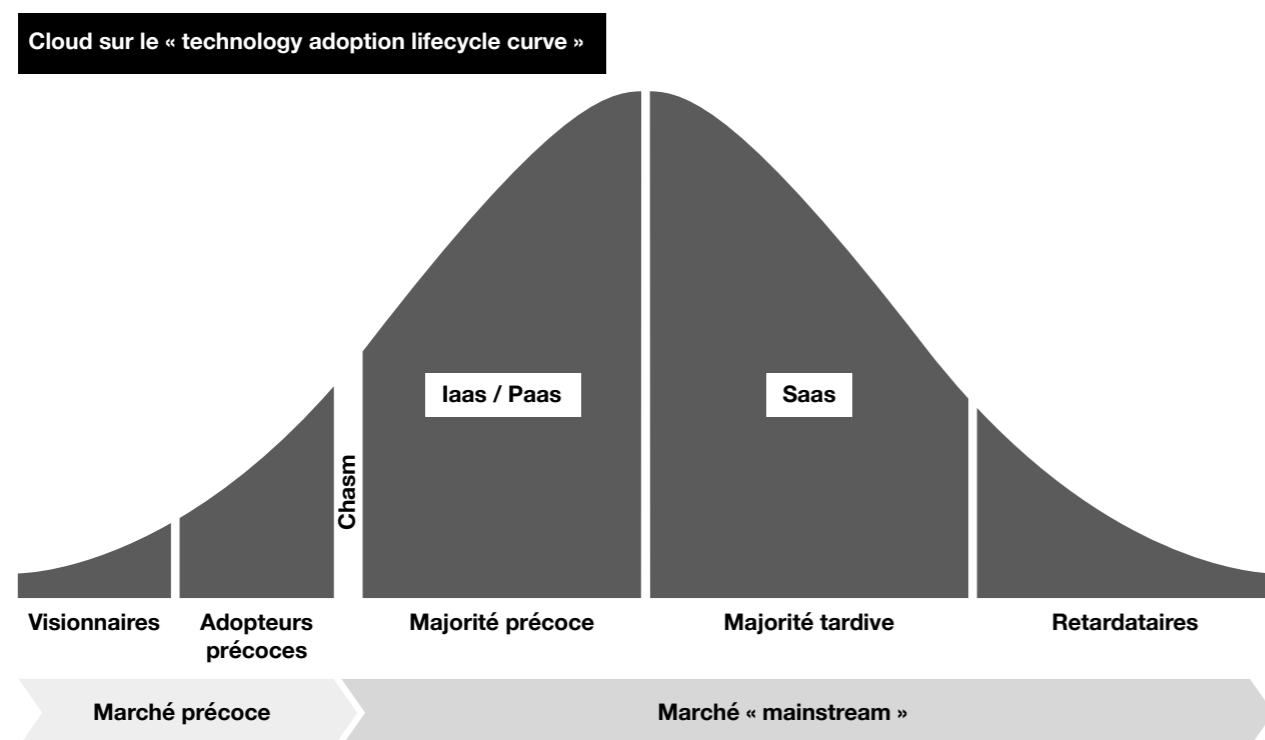 Cloud sur le « technology adoption lifecycle curve »
Iaas / Paas
Saas
Chasm
Visionnaires
Adopteurs
précoces
Majorité précoce
Majorité tardive
Retardataires
Marché précoce
Marché « mainstream »